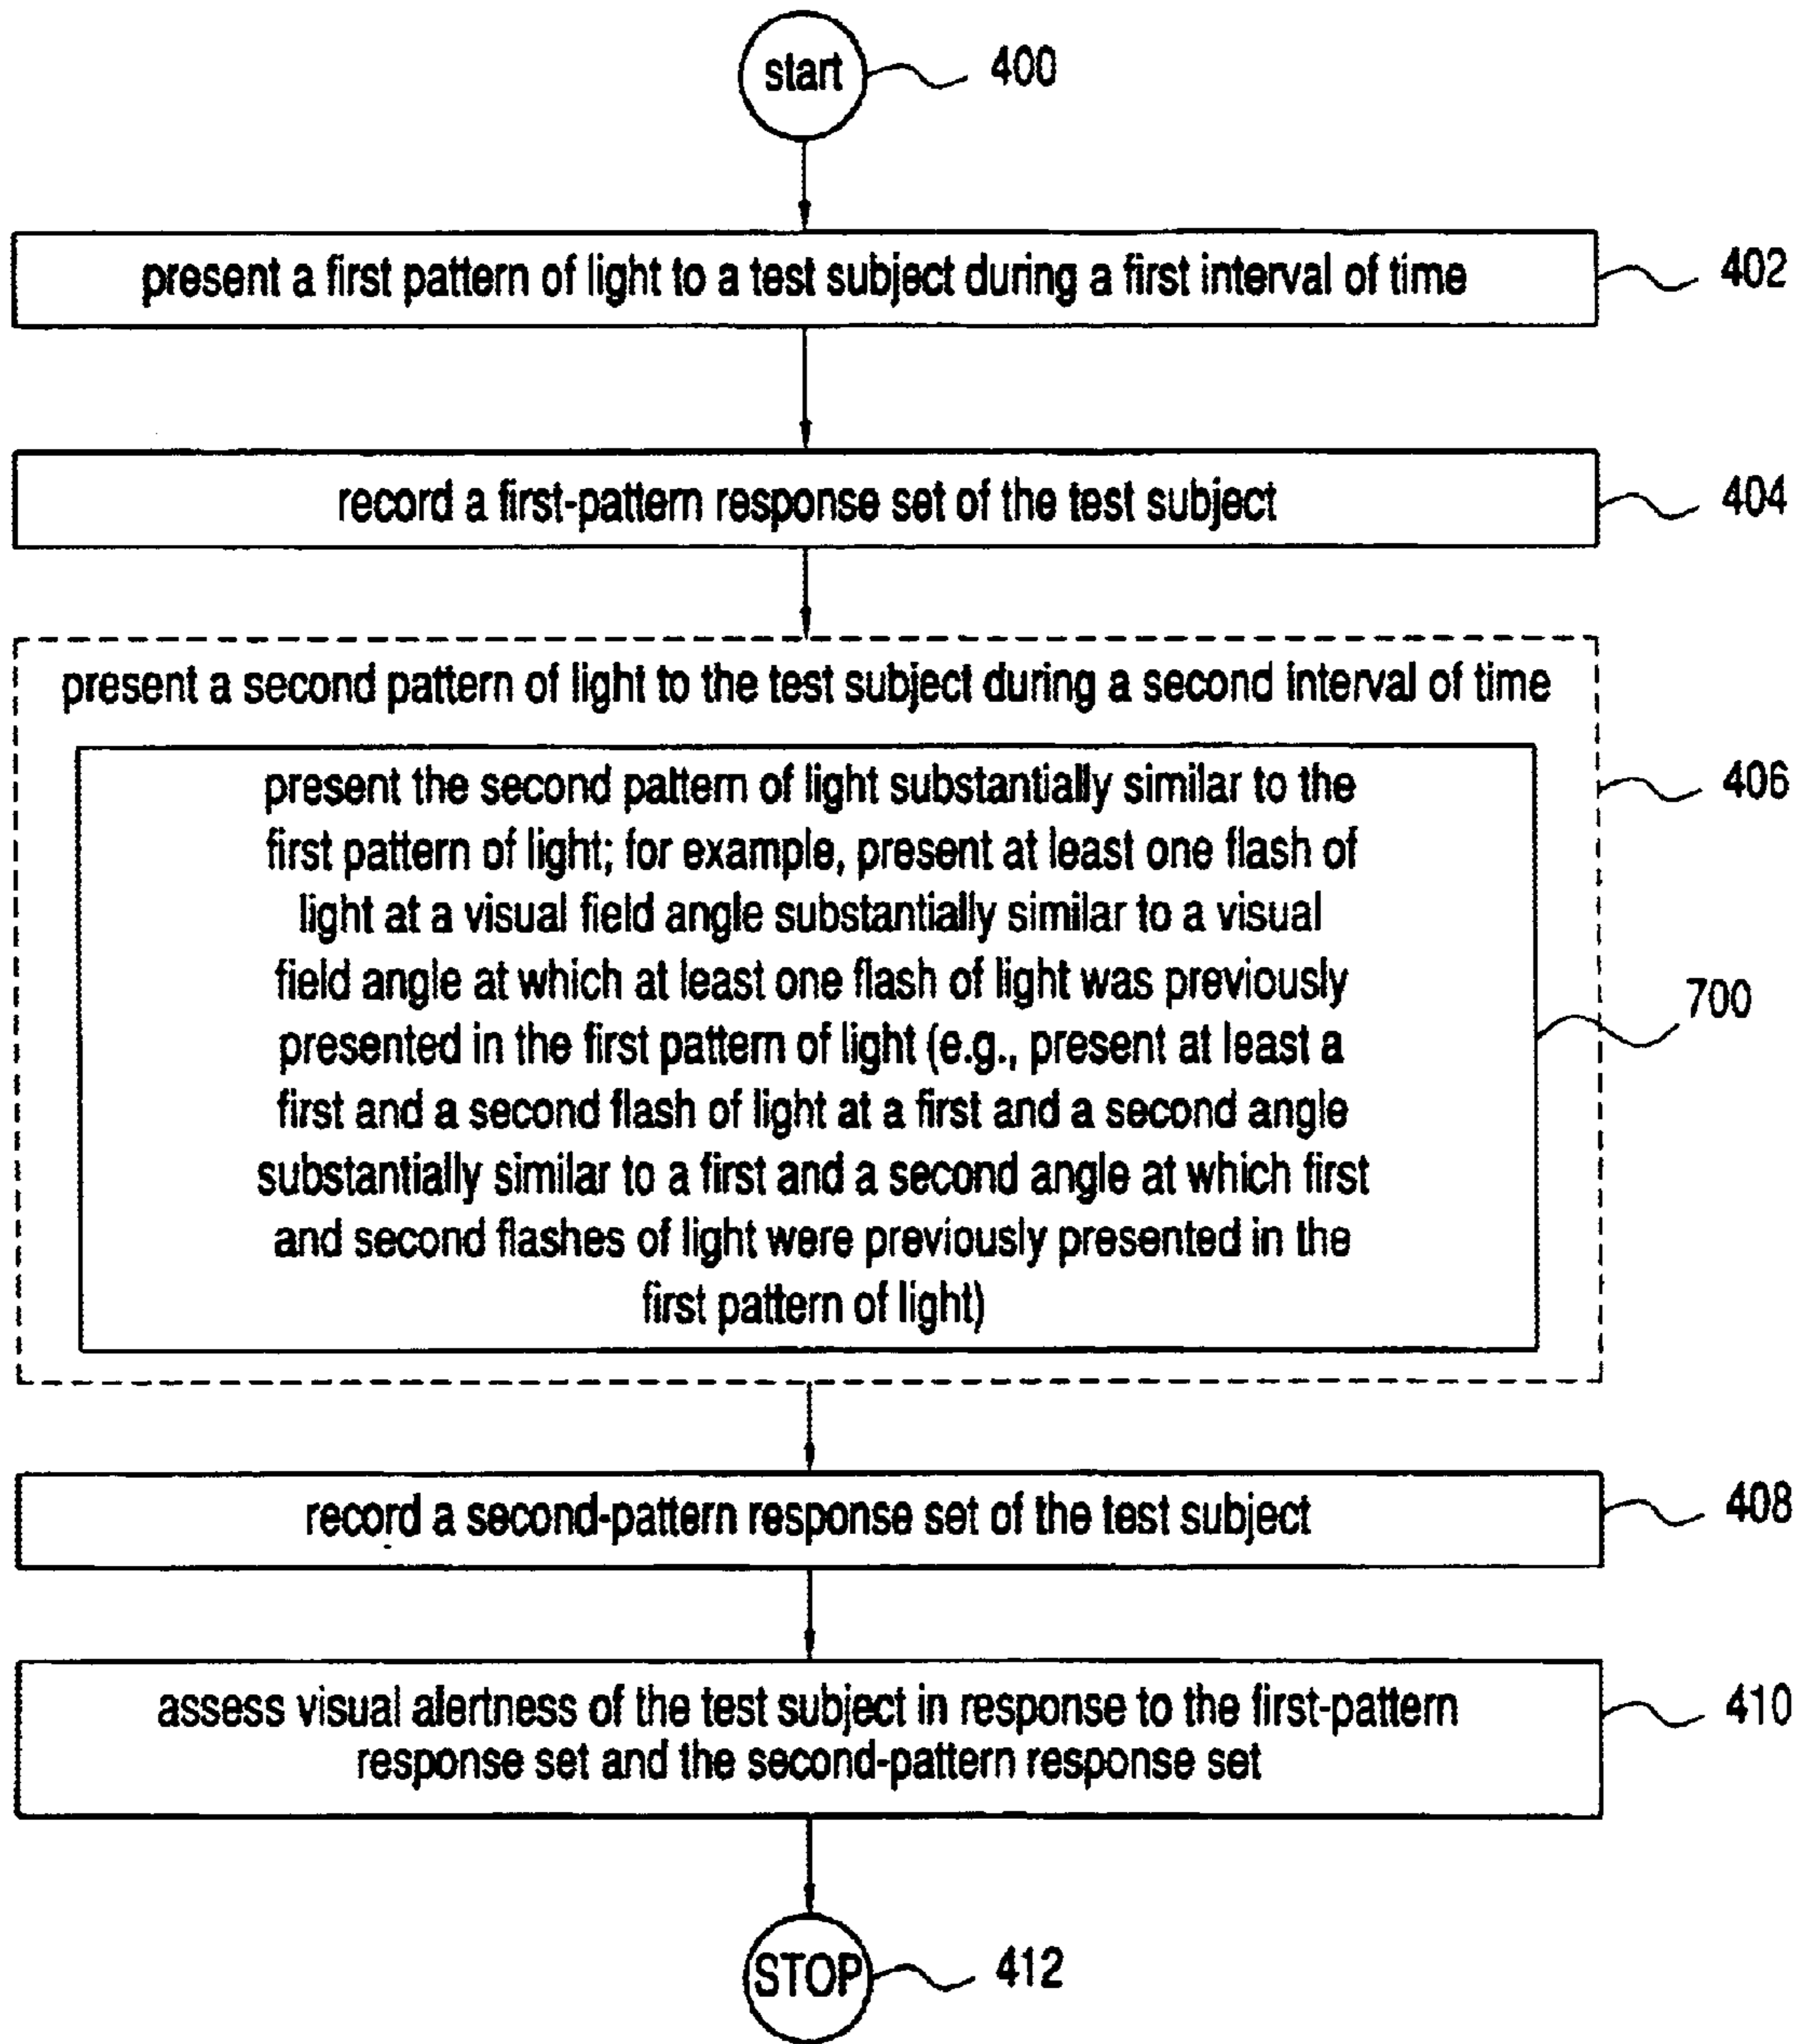 start
400
present a first pattern of light to a test subject during a first interval of time
402
record a first-pattern response set of the test subject
404
present a second pattern of light to the test subject during a second interval of time
406
present the second pattern of light substantially similar to the
first pattern of light; for example, present at least one flash of
light at a visual field angle substantially similar to a visual
field angle at which at least one flash of light was previously
presented in the first pattern of light (e.g., present at least a
first and a second flash of light at a first and a second angle
substantially similar to a first and a second angle at which first
and second flashes of light were previously presented in the
first pattern of light)
700
record a second-pattern response set of the test subject
408
assess visual alertness of the test subject in response to the first-pattern
response set and the second-pattern response set
410
STOP
412